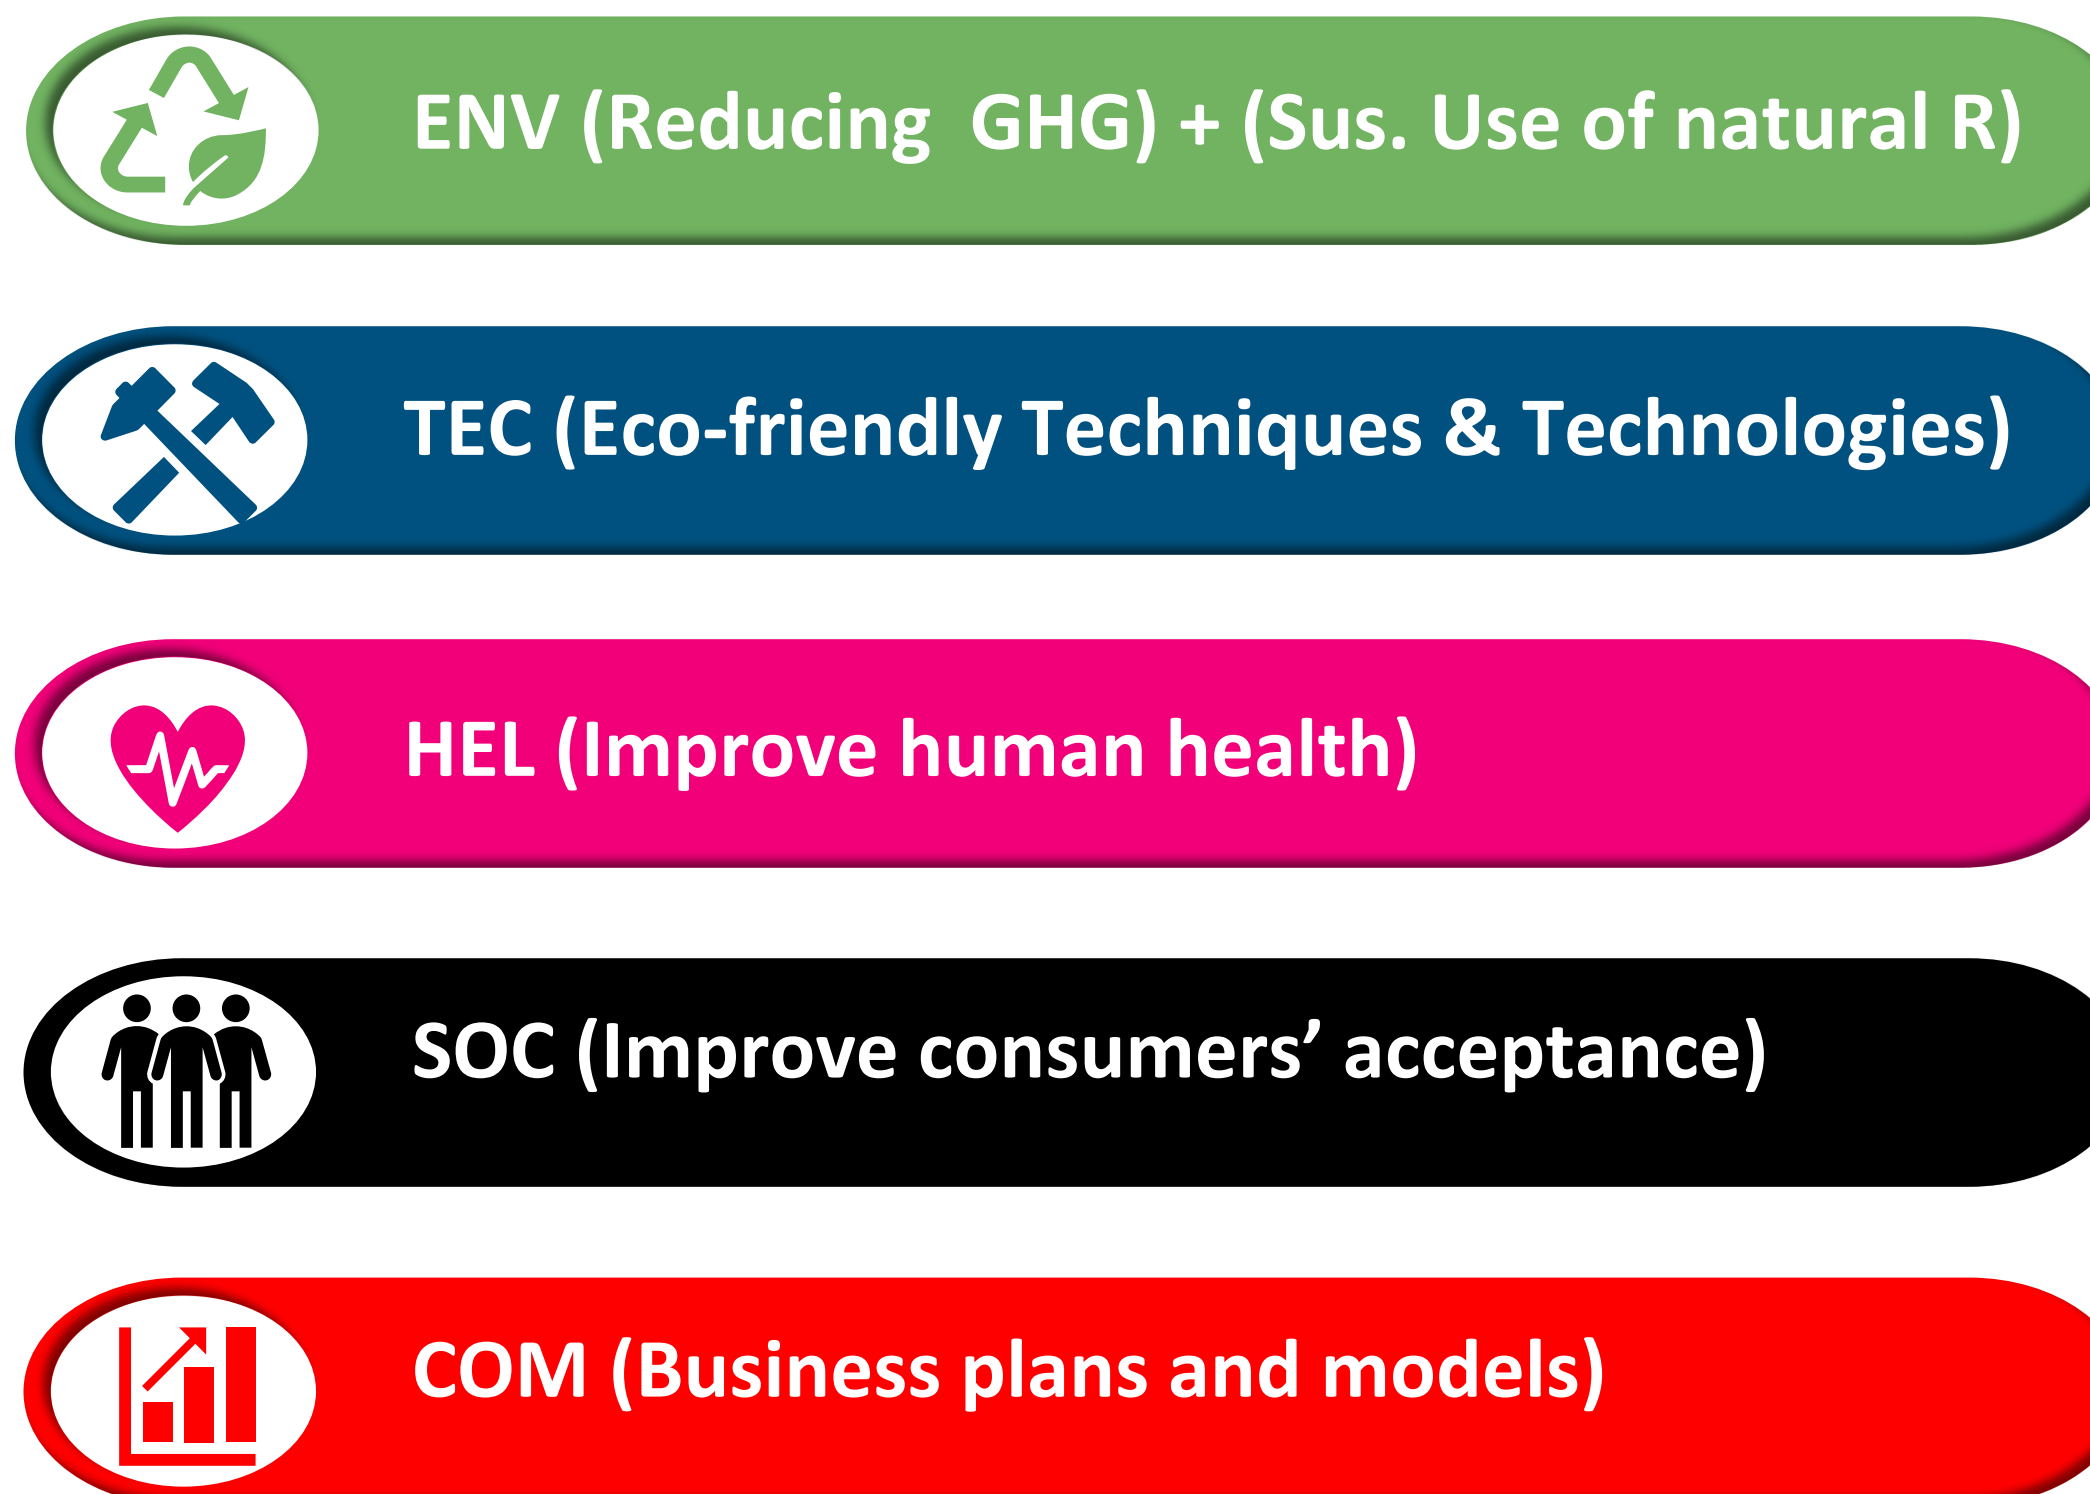 ENV (Reducing  GHG) + (Sus. Use of natural R)
TEC (Eco-friendly Techniques & Technologies)
HEL (Improve human health)
SOC (Improve consumers’ acceptance)
COM (Business plans and models)